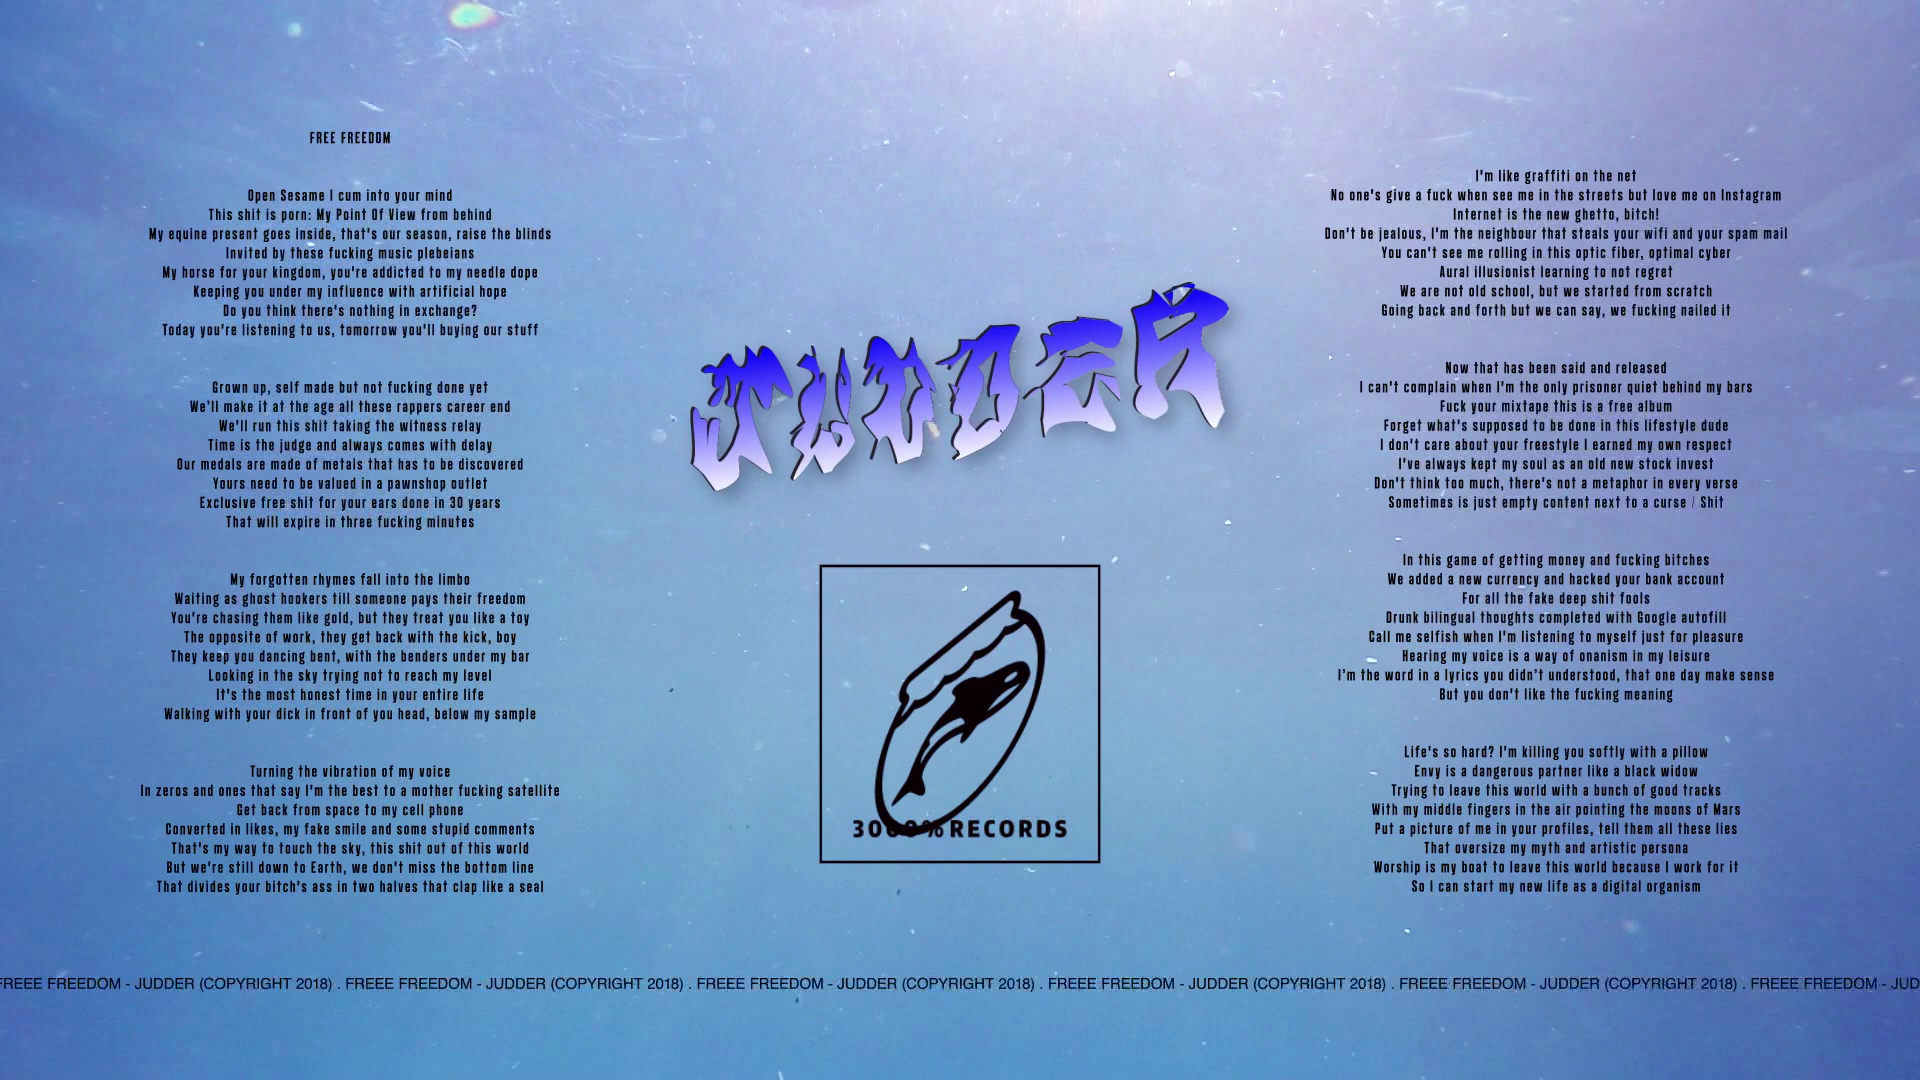 FREE FREEDOM
Open Sesame I cum into your mind
This shit is porn: My Point Of View from behind
My equine present goes inside, that's our season, raise the blinds
Invited by these fucking music plebeians
My horse for your kingdom, you're addicted to my needle dope
Keeping you under my influence with artificial hope
Do you think there's nothing in exchange?
Today you're listening to us, tomorrow you'll buying our stuff
Grown up, self made but not fucking done yet
We'll make it at the age all these rappers career end
We'll run this shit taking the witness relay
Time is the judge and always comes with delay
Our medals are made of metals that has to be discovered
Yours need to be valued in a pawnshop outlet
Exclusive free shit for your ears done in 30 years
That will expire in three fucking minutes
My forgotten rhymes fall into the limbo
Waiting as ghost hookers till someone pays their freedom
You're chasing them like gold, but they treat you like a toy
The opposite of work, they get back with the kick, boy
They keep you dancing bent, with the benders under my bar
Looking in the sky trying not to reach my level
It's the most honest time in your entire life
Walking with your dick in front of you head, below my sample
Turning the vibration of my voice
In zeros and ones that say I'm the best to a mother fucking satellite
Get back from space to my cell phone
Converted in likes, my fake smile and some stupid comments
That's my way to touch the sky, this shit out of this world
But we're still down to Earth, we don't miss the bottom line
That divides your bitch's ass in two halves that clap like a seal
JUDDER
3000% RECORDS
I'm like graffiti on the net
No one's give a fuck when see me in the streets but love me on Instagram
Internet is the new ghetto, bitch!
Don't be jealous, I'm the neighbour that steals your wifi and your spam mail
You can't see me rolling in this optic fiber, optimal cyber
Aural illusionist learning to not regret
We are not old school, but we started from scratch
Going back and forth but we can say, we fucking nailed it
Now that has been said and released
I can't complain when I'm the only prisoner quiet behind my bars
Fuck your mixtape this is a free album
Forget what's supposed to be done in this lifestyle dude
I don't care about your freestyle I earned my own respect
I've always kept my soul as an old new stock invest
Don't think too much, there's not a metaphor in every verse
Sometimes is just empty content next to a curse / Shit
In this game of getting money and fucking bitches
We added a new currency and hacked your bank account
For all the fake deep shit fools
Drunk bilingual thoughts completed with Google autofill
Call me selfish when I'm listening to myself just for pleasure
Hearing my voice is a way of onanism in my leisure
I'm the word in a lyrics you didn't understood, that one day make sense
But you don't like the fucking meaning
Life's so hard? I'm killing you softly with a pillow
Envy is a dangerous partner like a black widow
Trying to leave this world with a bunch of good tracks
With my middle fingers in the air pointing the moons of Mars
Put a picture of me in your profiles, tell them all these lies
That oversize my myth and artistic persona
Worship is my boat to leave this world because I work for it
So I can start my new life as a digital organism
FREEE FREEDOM - JUDDER (COPYRIGHT 2018) . FREEE FREEDOM - JUDDER (COPYRIGHT 2018) . FREEE FREEDOM - JUDDER (COPYRIGHT 2018) . FREEE FREEDOM - JUDDER (COPYRIGHT 2018) . FREEE FREEDOM - JUDDER (COPYRIGHT 2018) . FREEE FREEDOM - JUD